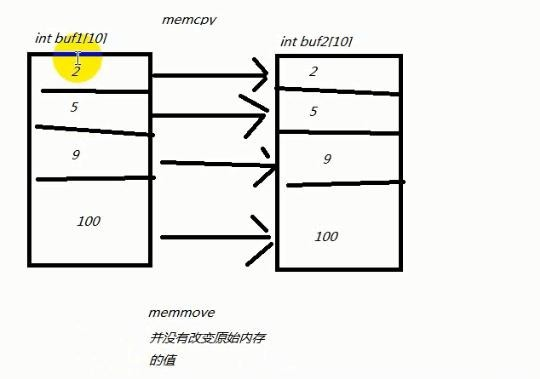 memcpy
int buf1[10]
int buf2[10]
2
2
5
5
9
9
100
100
memmove
并没有改变原始内存
的值